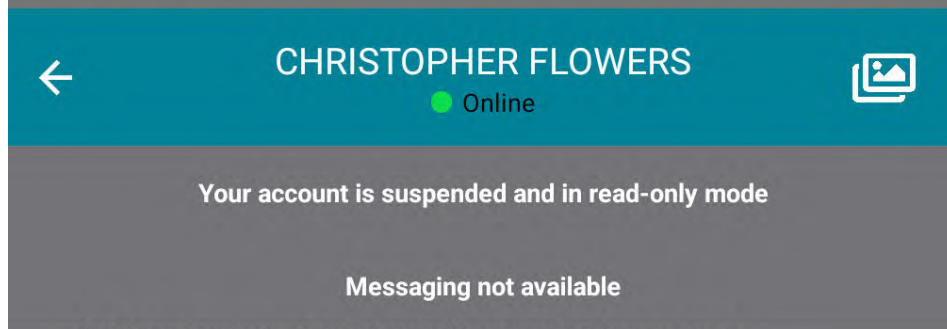 CHRISTOPHER FLOWERS
Online
Your account is suspended and in read-only mode
Messaging not available